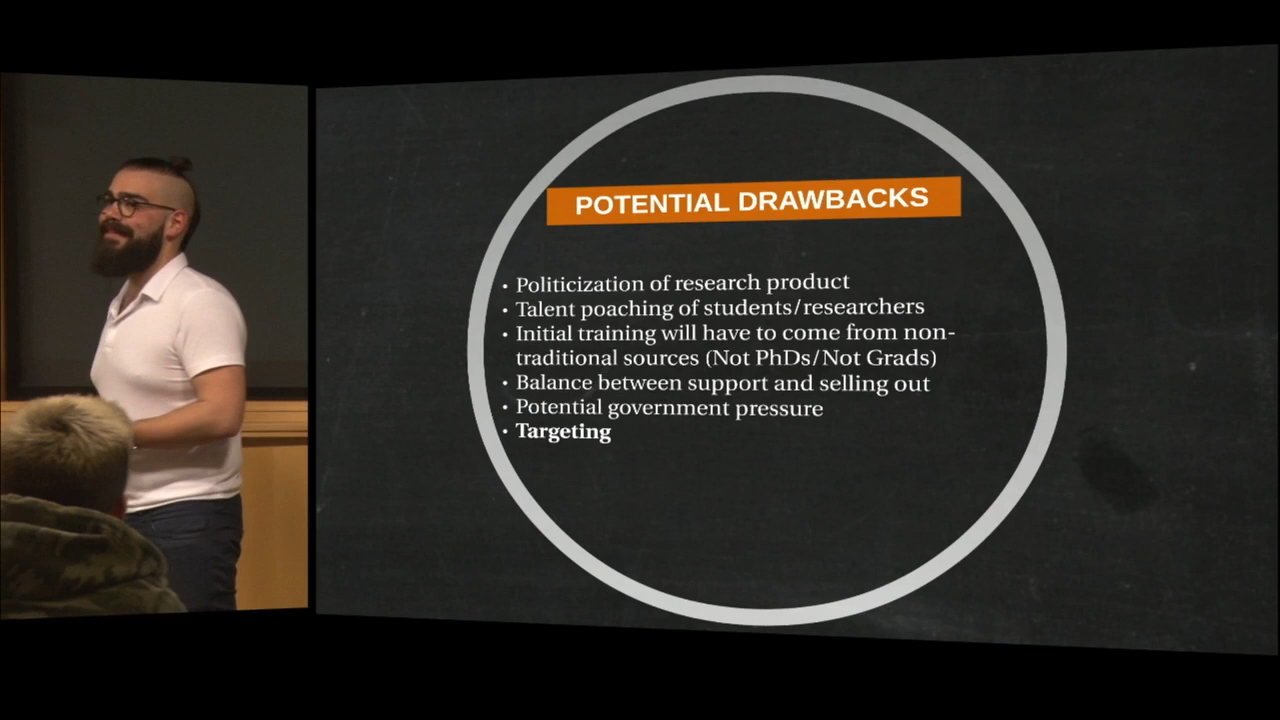 POTENTIAL DRAWBACKS
• Politicization of research product
• Talent poaching of students/researchers
• Initial training will have to come from non-
traditional sources (Not PhDs/Not Grads)
• Balance between support and selling out
• Potential government pressure
• Targeting